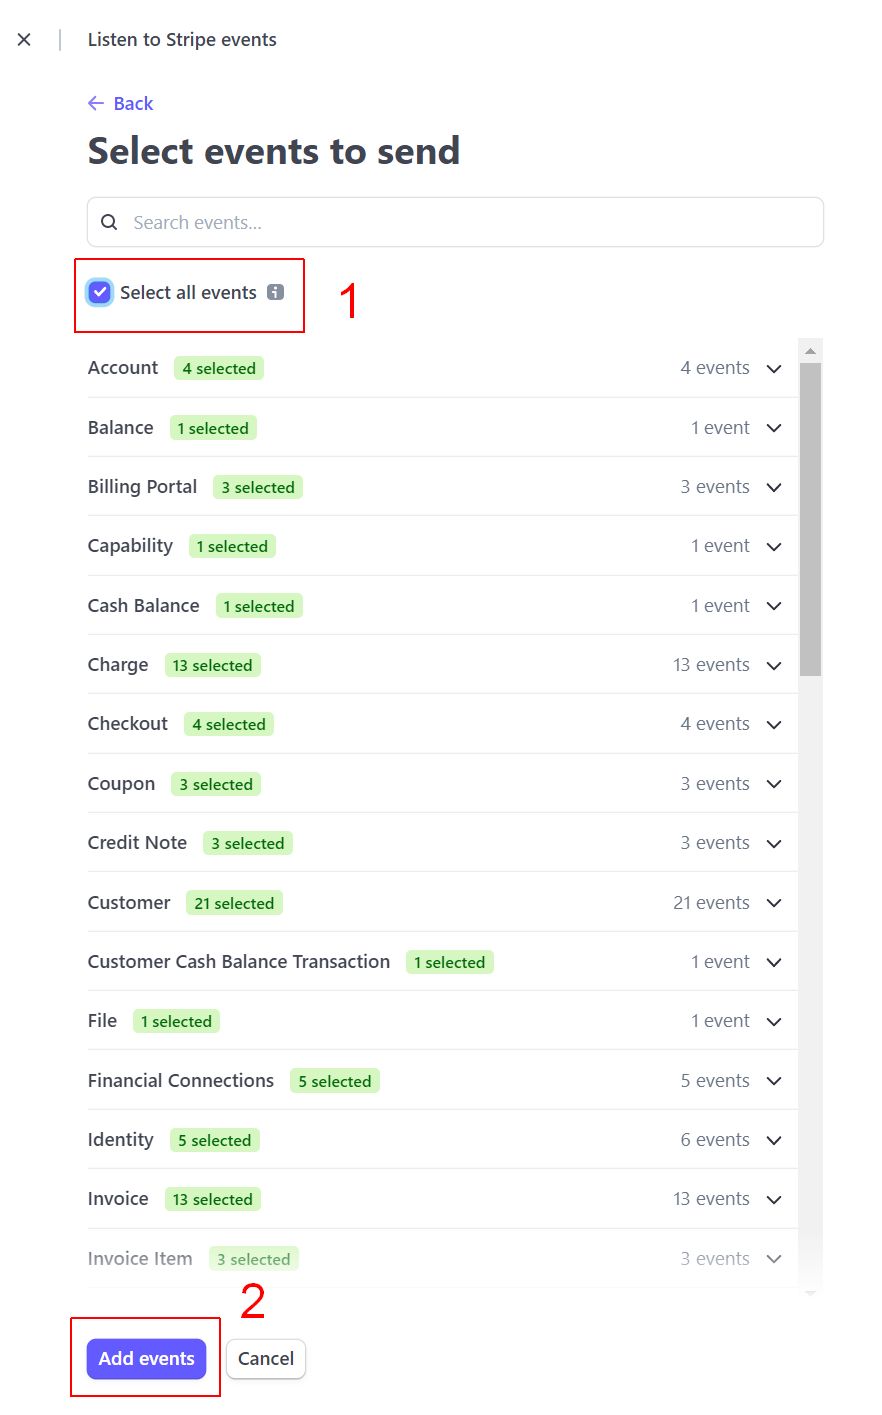 Listen to Stripe events
Back
Select events to send
Search events...
Select all events
1
Account 4 selected 4 events
Balance 1 selected 1 event
Billing Portal 3 selected 3 events
Capability 1 selected 1 event
Cash Balance 1 selected 1 event
Charge 13 selected 13 events
Checkout 4 selected 4 events
Coupon 3 selected 3 events
Credit Note 3 selected 3 events
Customer 21 selected 21 events
Customer Cash Balance Transaction 1 selected 1 event
File 1 selected 1 event
Financial Connections 5 selected 5 events
Identity 5 selected 6 events
Invoice 13 selected 13 events
Invoice Item 3 selected 3 events
2
Add events Cancel